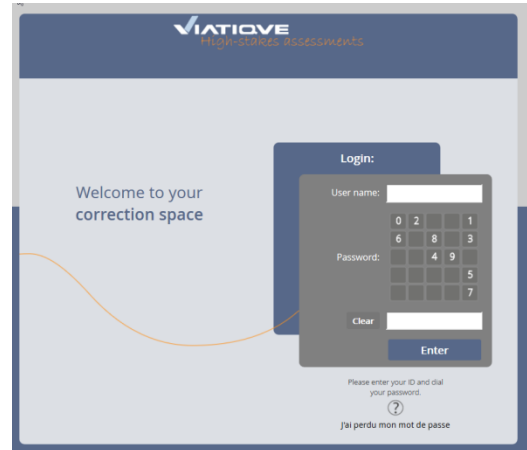 VIATIQUE
High-stakes assessments
Login:
Welcome to your
correction space
User name:
0 2 1
6 8 3
Password:
4 9
5
7
Clear
Enter
Please enter your ID and dial
your password.
?
J'ai perdu mon mot de passe